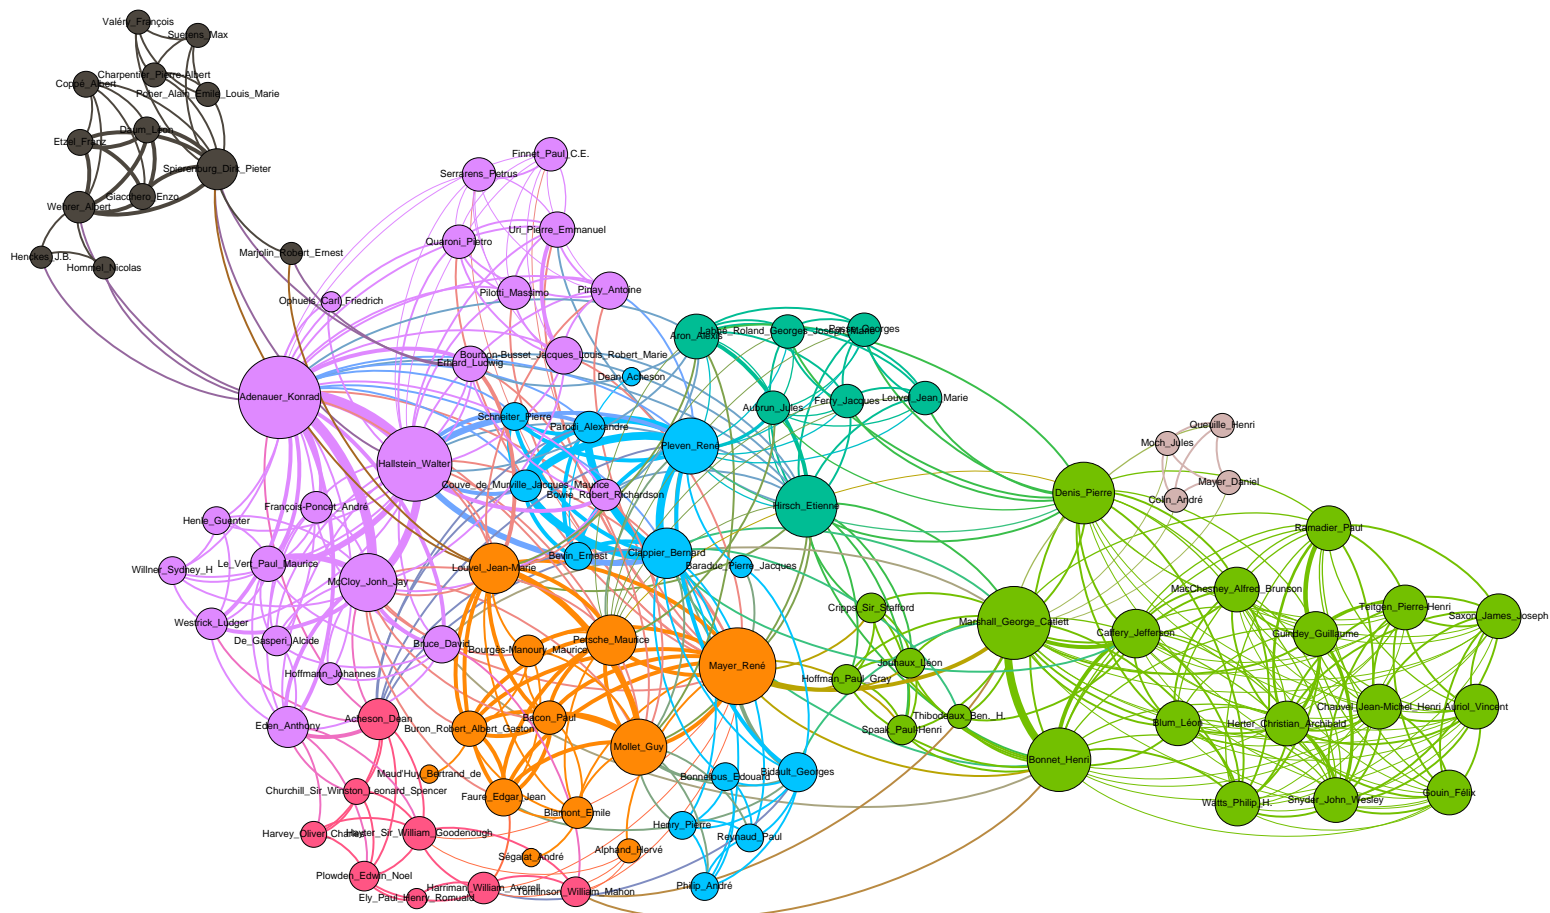 Valéry_François
Suetens_Max
Charpentier_Pierre-Albert
Coppé_Albert
Poher_Alain_Emile_Louis_Marie
Daum_Léon
Etzel_Franz
Spierenburg_Dirk_Pieter
Giacchero_Enzo
Wehrer_Albert
Henckes_J.B.
Hommel_Nicolas
Marjolin_Robert_Ernest
Finnet_Paul_C.E.
Serrarens_Petrus
Uri_Pierre_Emmanuel
Quaroni_Pietro
Pilotti_Massimo
Pinay_Antoine
Ophuels_Carl_Friedrich
Bourbon-Busset_Jacques_Louis_Robert_Marie
Erhard_Ludwig
Dean_Acheson
Aron_Alexis
Labbé_Roland_Georges_Joseph_Marie
Passe_Georges
Aubrun_Jules
Ferry_Jacques
Louvel_Jean_Marie
Adenauer_Konrad
Schneiter_Pierre
Parodi_Alexandre
Pleven_René
Hallstein_Walter
Couve_de_Murville_Jacques_Maurice
Bowie_Robert_Richardson
Hirsch_Etienne
Denis_Pierre
Queuille_Henri
Moch_Jules
Mayer_Daniel
Colin_André
François-Poncet_André
Henle_Guenter
Ramadier_Paul
Bevin_Ernest
Clappier_Bernard
Baraduc_Pierre_Jacques
Le_Vert_Paul_Maurice
Willner_Sydney_H
McCloy_Jonh_Jay
Louvel_Jean-Marie
MacChesney_Alfred_Brunson
Teitgen_Pierre-Henri
Saxon_James_Joseph
Cripps_Sir_Stafford
Marshall_George_Catlett
Caffery_Jefferson
Guindey_Guillaume
Westrick_Ludger
De_Gasperi_Alcide
Bruce_David
Petsche_Maurice
Bourges-Manoury_Maurice
Mayer_René
Jouhaux_Léon
Hoffman_Paul_Gray
Hoffmann_Johannes
Chauvel_Jean-Michel_Henri
Auriol_Vincent
Eden_Anthony
Acheson_Dean
Bacon_Paul
Buron_Robert_Albert_Gaston
Thibodeaux_Ben._H.
Spaak_Paul-Henri
Blum_Léon
Herter_Christian_Archibald
Mollet_Guy
Bonnet_Henri
Maud'Huy_Bertrand_de
Bonnefous_Edouard
Bidault_Georges
Churchill_Sir_Winston_Leonard_Spencer
Faure_Edgar_Jean
Blamont_Emile
Watts_Philip_H.
Snyder_John_Wesley
Gouin_Félix
Harvey_Oliver_Charles
Hayter_Sir_William_Goodenough
Henry_Pierre
Reynaud_Paul
Ségalat_André
Alphand_Hervé
Plowden_Edwin_Noel
Harriman_William_Averell
Tomlinson_William_Mahon
Philip_André
Ely_Paul_Henry_Romuald